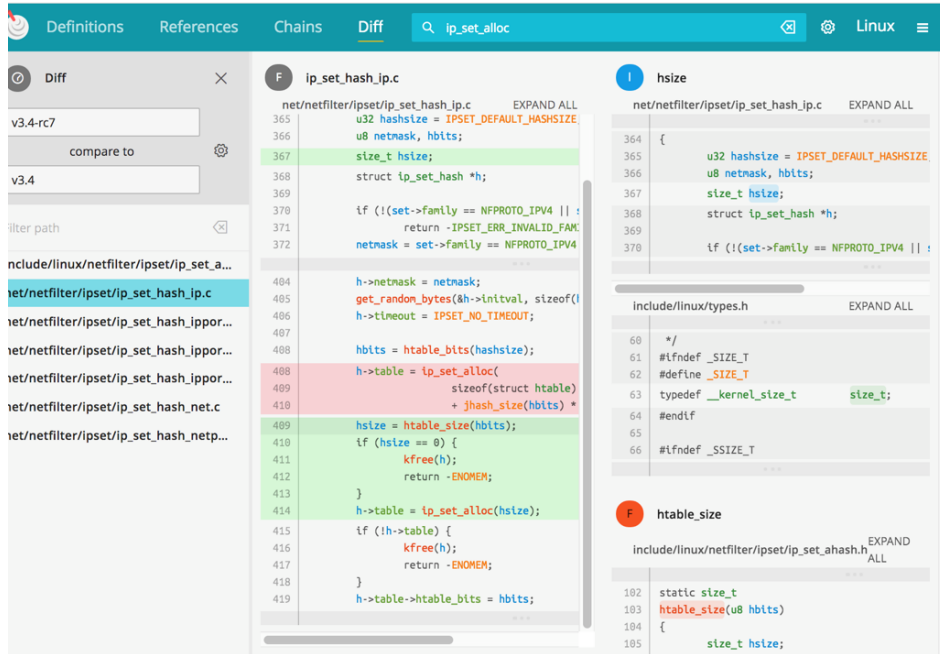 Definitions References Chains Diff ip_set_alloc Linux
Diff
v3.4-rc7
compare to
v3.4
ilter path
nclude/linux/netfilter/ipset/ip_set_a...
net/netfilter/ipset/ip_set_hash_ip.c
net/netfilter/ipset/ip_set_hash_ippor...
net/netfilter/ipset/ip_set_hash_ippor...
net/netfilter/ipset/ip_set_hash_ippor...
net/netfilter/ipset/ip_set_hash_net.c
net/netfilter/ipset/ip_set_hash_netp...
F ip_set_hash_ip.c
net/netfilter/ipset/ip_set_hash_ip.c EXPAND ALL
365 u32 hashsize = IPSET_DEFAULT_HASHSIZE,
366 u8 netmask, hbits;
367 size_t hsize;
368 struct ip_set_hash *h;
369
370 if (!(set->family == NFPROTO_IPV4 || s
371 return -IPSET_ERR_INVALID_FAM
372 netmask = set->family == NFPROTO_IPV4
404 h->netmask = netmask;
405 get_random_bytes(&h->initval, sizeof(h
406 h->timeout = IPSET_NO_TIMEOUT;
407
408 hbits = htable_bits(hashsize);
408 h->table = ip_set_alloc(
409 sizeof(struct htable)
410 + jhash_size(hbits) *
409 hsize = htable_size(hbits);
410 if (hsize == 0) {
411 kfree(h);
412 return -ENOMEM;
413 }
414 h->table = ip_set_alloc(hsize);
415 if (!h->table) {
416 kfree(h);
417 return -ENOMEM;
418 }
419 h->table->htable_bits = hbits;
I hsize
net/netfilter/ipset/ip_set_hash_ip.c EXPAND ALL
364 {
365 u32 hashsize = IPSET_DEFAULT_HASHSIZE
366 u8 netmask, hbits;
367 size_t hsize;
368 struct ip_set_hash *h;
369
370 if (!(set->family == NFPROTO_IPV4 || s
include/linux/types.h EXPAND ALL
60 */
61 #ifndef _SIZE_T
62 #define _SIZE_T
63 typedef __kernel_size_t size_t;
64 #endif
65
66 #ifndef _SSIZE_T
F htable_size
include/linux/netfilter/ipset/ip_set_ahash.h EXPAND
ALL
102 static size_t
103 htable_size(u8 hbits)
104 {
105 size_t hsize;